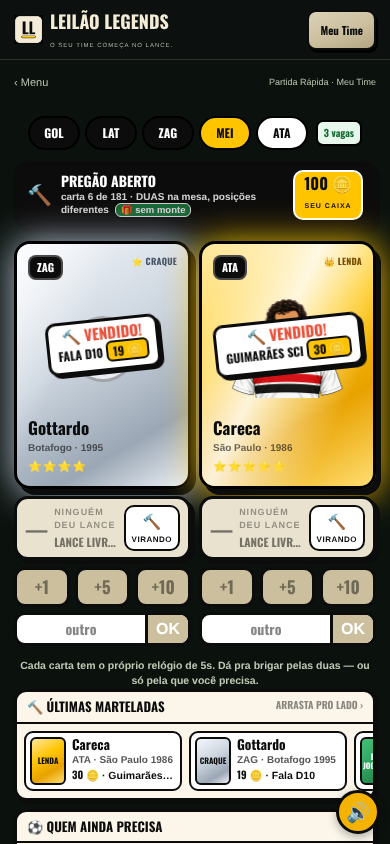 LL
LEILÃO LEGENDS
O SEU TIME COMEÇA NO LANCE.
Meu Time
‹ Menu
Partida Rápida · Meu Time
GOL
LAT
ZAG
MEI
ATA
3 vagas
PREGÃO ABERTO
carta 6 de 181 · DUAS na mesa, posições
diferentes 🎁 sem monte
100
SEU CAIXA
ZAG
⭐ CRAQUE
VENDIDO!
FALA D10 19
Gottardo
Botafogo · 1995
⭐⭐⭐⭐
ATA
👑 LENDA
VENDIDO!
GUIMARÃES SCI 30
Careca
São Paulo · 1986
⭐⭐⭐⭐⭐
—
NINGUÉM
DEU LANCE
LANCE LIVR...
VIRANDO
—
NINGUÉM
DEU LANCE
LANCE LIVR...
VIRANDO
+1
+5
+10
+1
+5
+10
outro
OK
outro
OK
Cada carta tem o próprio relógio de 5s. Dá pra brigar pelas duas — ou
só pela que você precisa.
🔨 ÚLTIMAS MARTELADAS
ARRASTA PRO LADO ›
LENDA
Careca
ATA · São Paulo 1986
30 🪙 · Guimarães...
CRAQUE
Gottardo
ZAG · Botafogo 1995
19 🪙 · Fala D10
⚽ QUEM AINDA PRECISA